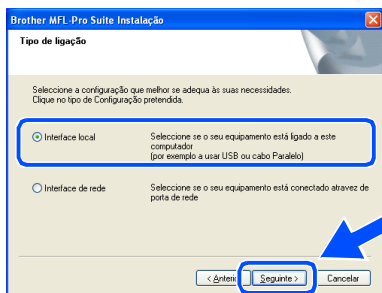 Brother MFL-Pro Suite Instalação
Tipo de ligação
Seleccione a configuração que melhor se adequa às suas necessidades.
Clique no tipo de Configuração pretendida.
Interface local
Seleccione se o seu equipamento está ligado a este
computador
(por exemplo a usar USB ou cabo Paralelo)
Interface de rede
Seleccione se o seu equipamento está conectado atravez de
porta de rede
< Anterio
Seguinte >
Cancelar